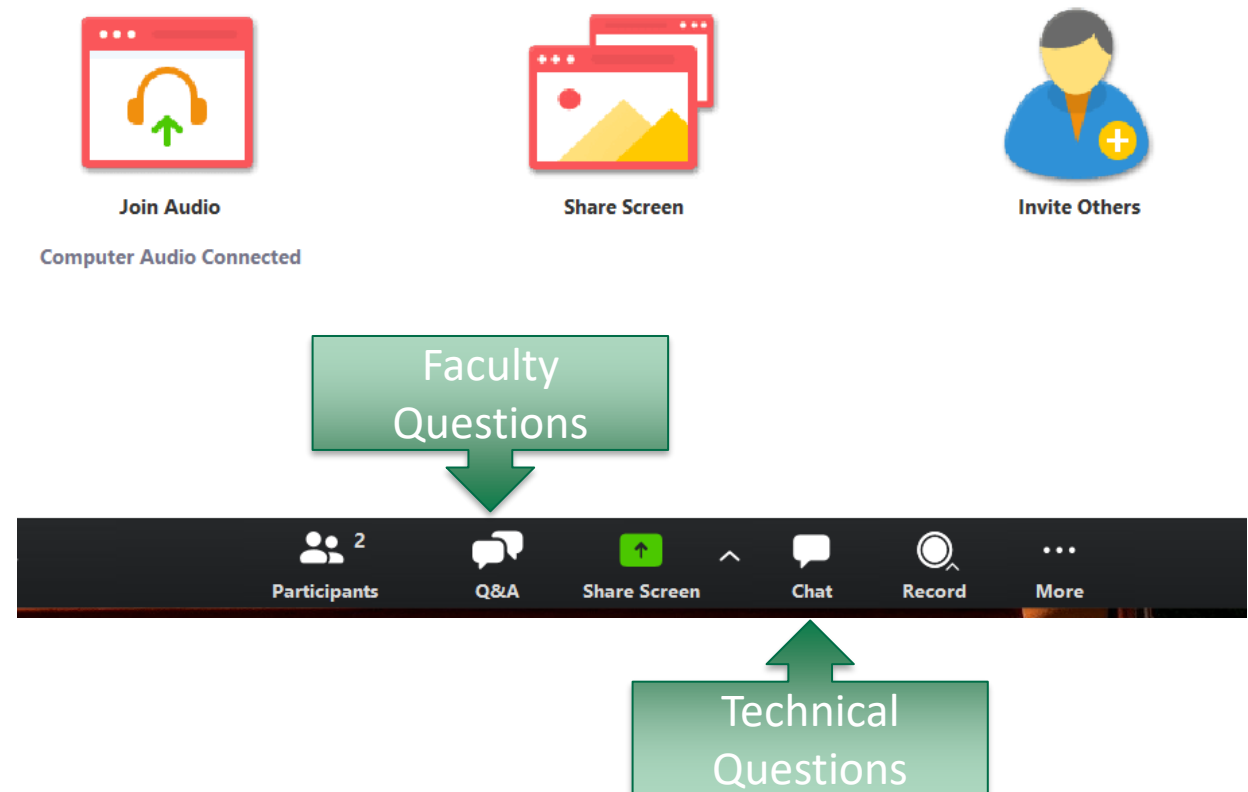 Join Audio
Share Screen
Invite Others
Computer Audio Connected
Faculty
Questions
2
Participants
Q&A
Share Screen
Chat
Record
More
Technical
Questions